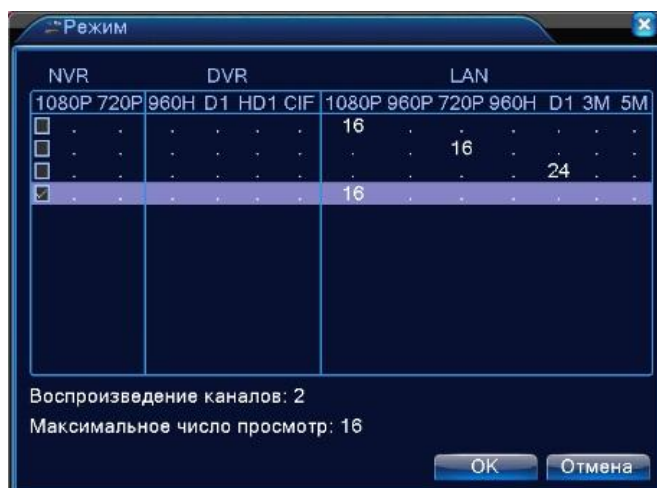 Режим
NVR DVR LAN
1080P 720P 960H D1 HD1 CIF 1080P 960P 720P 960H D1 3M 5M
. . . . . . 16 . . . . . .
. . . . . . . . 16 . . . .
. . . . . . . . . . 24 . .
. . . . . . 16 . . . . . .
Воспроизведение каналов: 2
Максимальное число просмотр: 16
OK Отмена